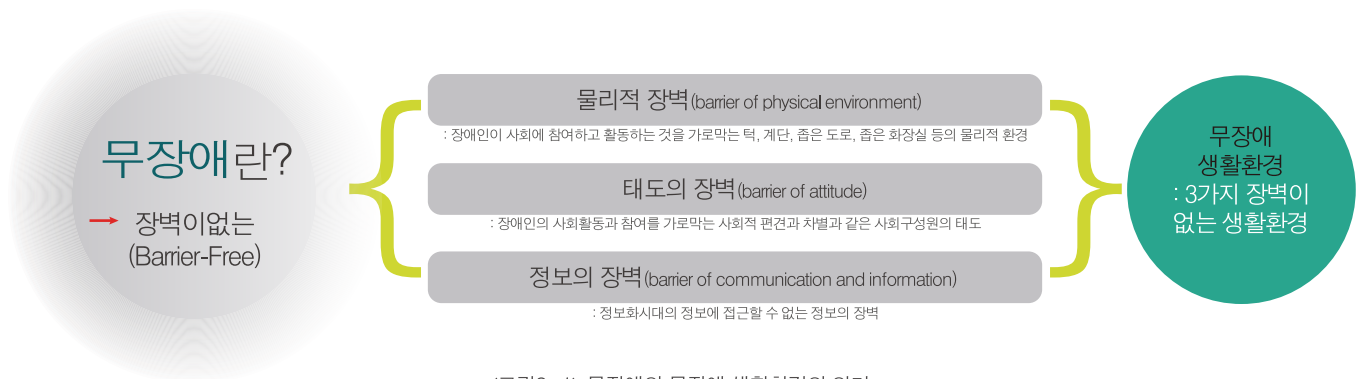 무장애란?
→ 장벽이없는
(Barrier-Free)
물리적 장벽(barrier of physical environment)
: 장애인이 사회에 참여하고 활동하는 것을 가로막는 턱, 계단, 좁은 도로, 좁은 화장실 등의 물리적 환경
태도의 장벽(barrier of attitude)
: 장애인의 사회활동과 참여를 가로막는 사회적 편견과 차별과 같은 사회구성원의 태도
정보의 장벽(barrier of communication and information)
: 정보화시대의 정보에 접근할 수 없는 정보의 장벽
무장애
생활환경
: 3가지 장벽이
없는 생활환경